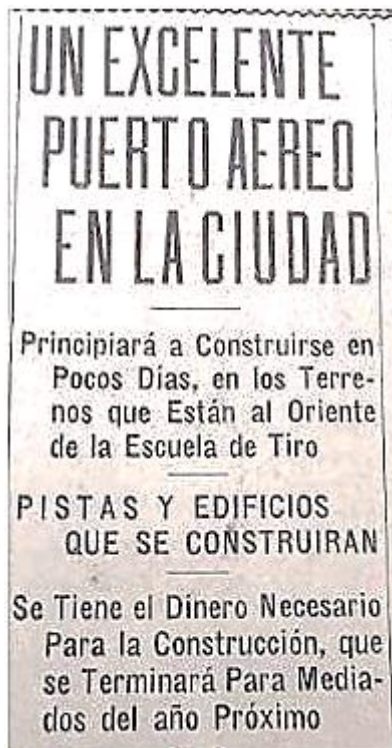 UN EXCELENTE
PUERTO AEREO
EN LA CIUDAD
Principiará a Construirse en
Pocos Días, en los Terre-
nos que Están al Oriente
de la Escuela de Tiro
PISTAS Y EDIFICIOS
QUE SE CONSTRUIRAN
Se Tiene el Dinero Necesario
Para la Construcción, que
se Terminará Para Media-
dos del año Próximo